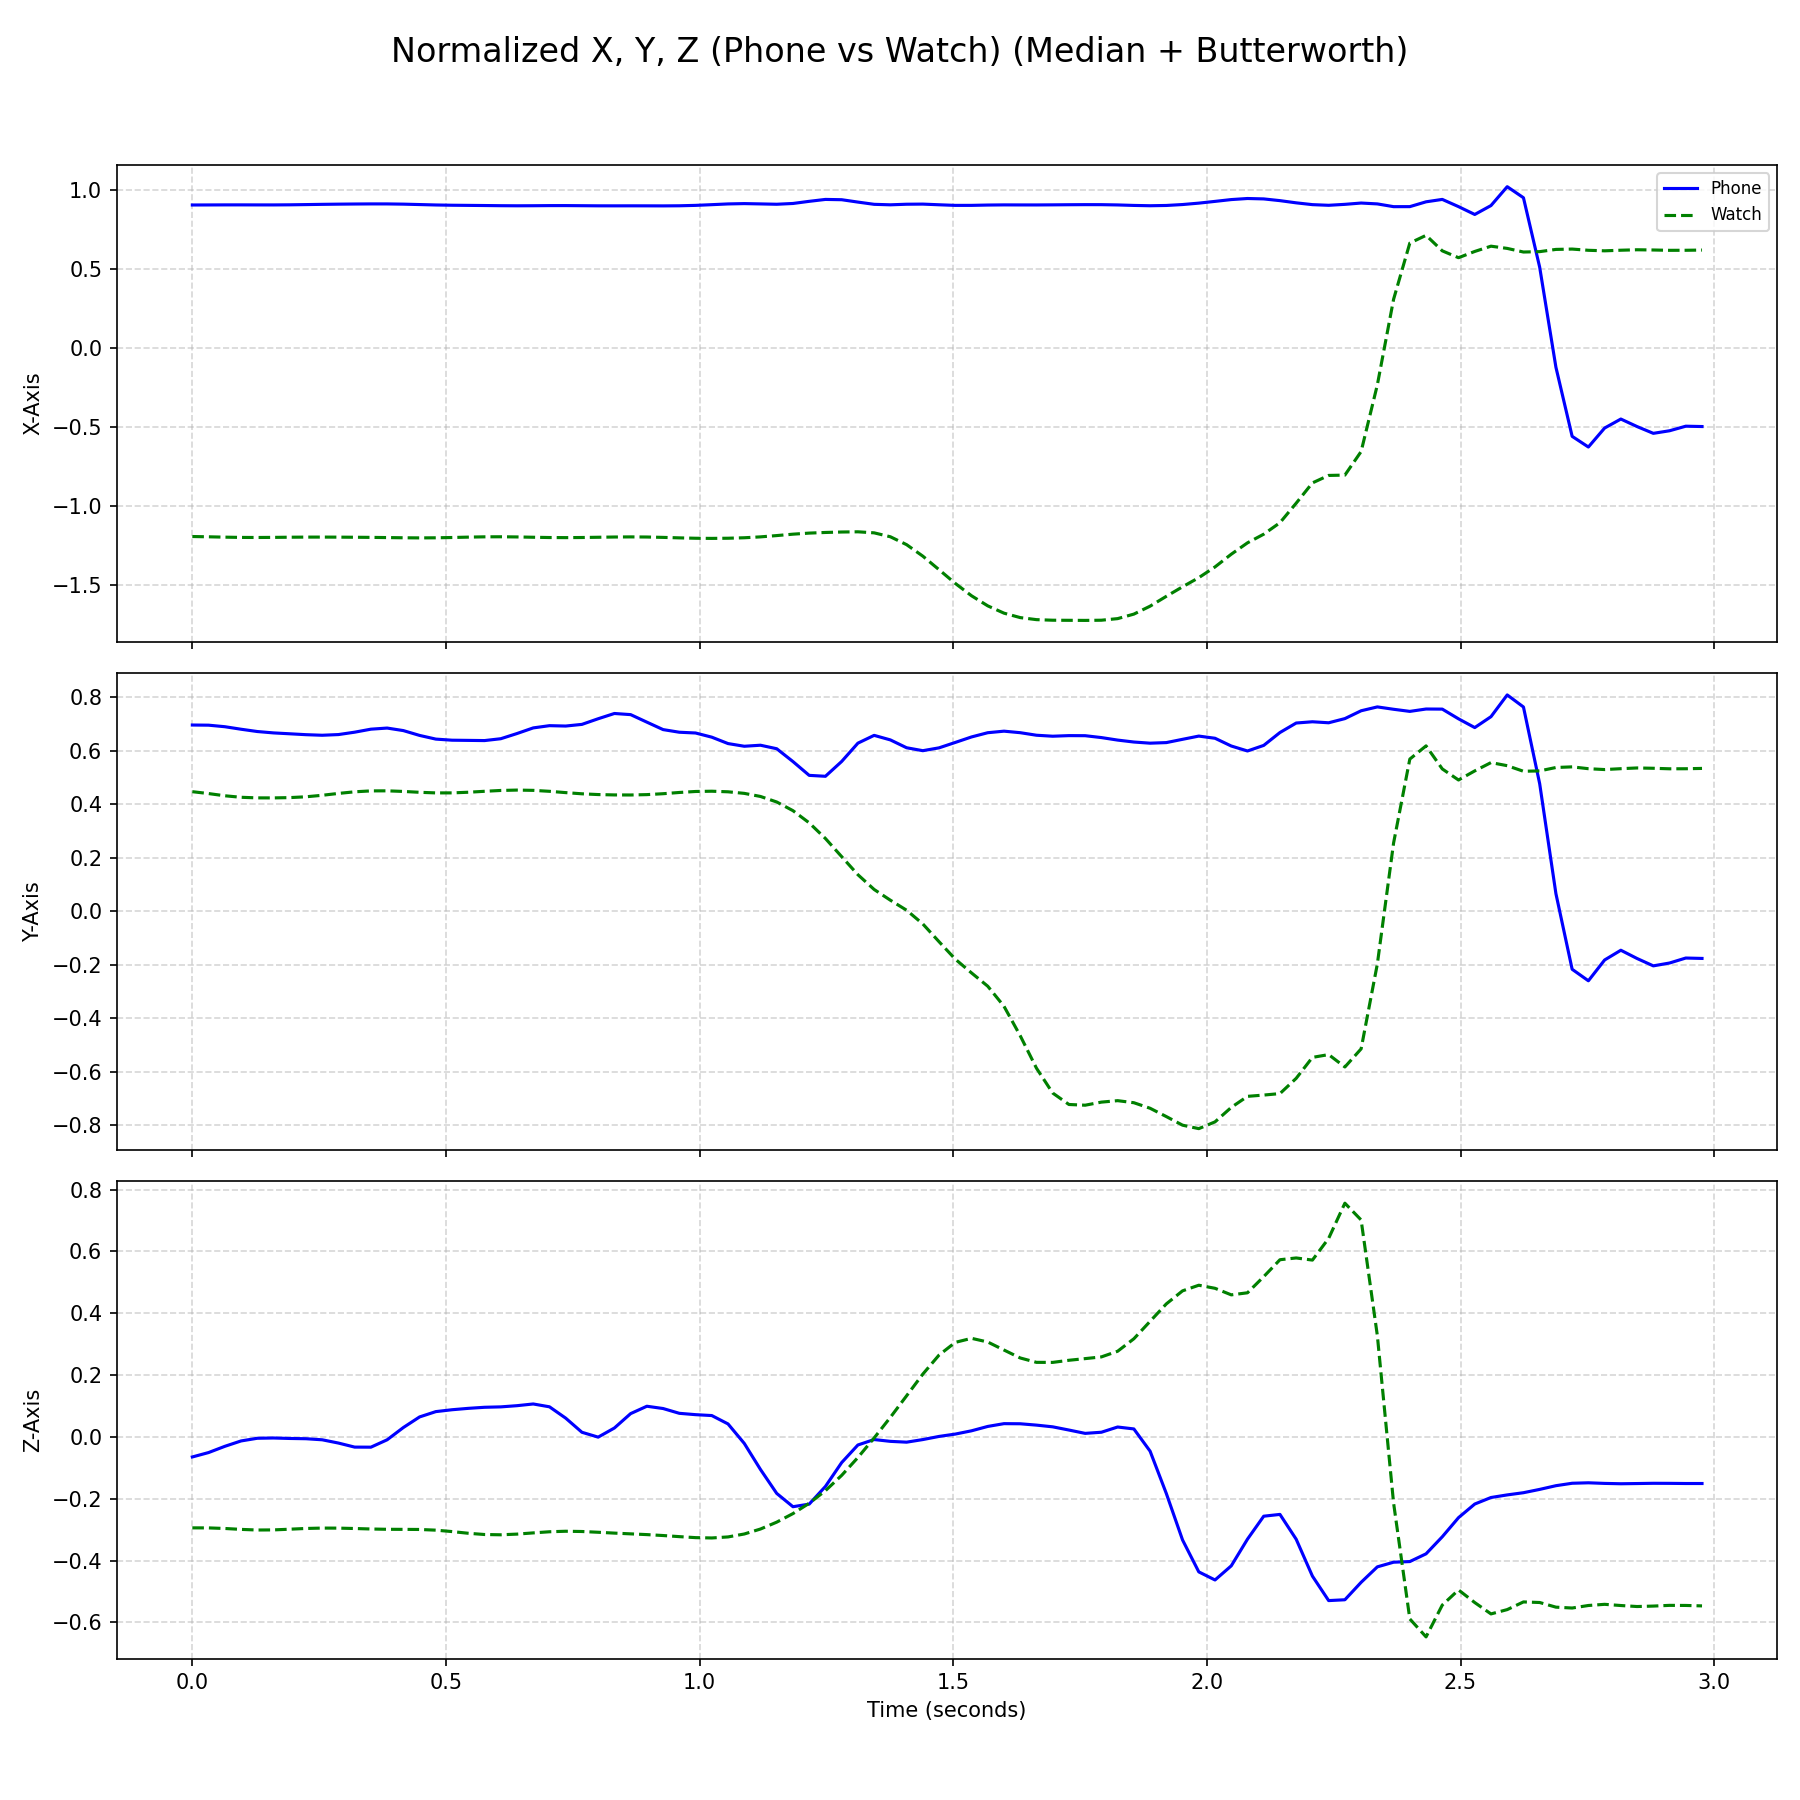 Normalized X, Y, Z (Phone vs Watch) (Median + Butterworth)
Phone
Watch
X-Axis
1.0
0.5
0.0
−0.5
−1.0
−1.5
Y-Axis
0.8
0.6
0.4
0.2
0.0
−0.2
−0.4
−0.6
−0.8
Z-Axis
0.8
0.6
0.4
0.2
0.0
−0.2
−0.4
−0.6
0.0 0.5 1.0 1.5 2.0 2.5 3.0
Time (seconds)